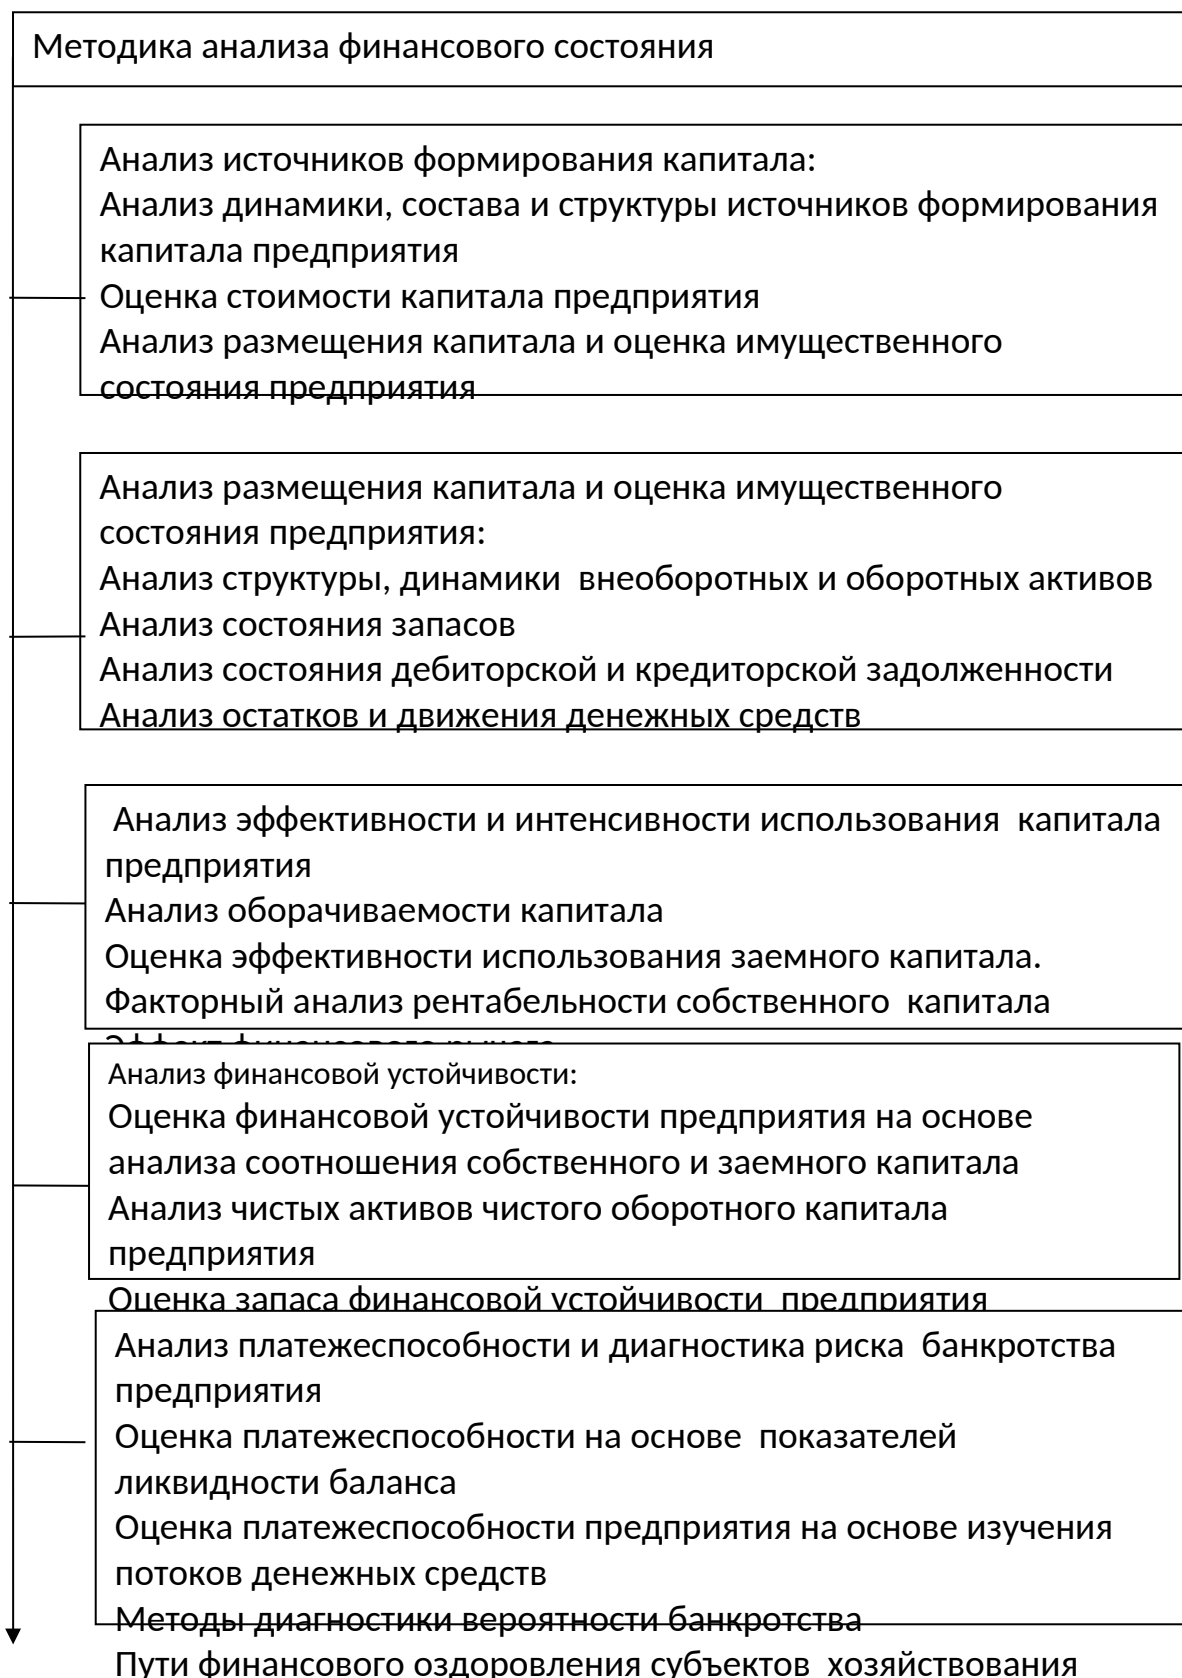 Методика анализа финансового состояния
Анализ источников формирования капитала:
Анализ динамики, состава и структуры источников формирования
капитала предприятия
Оценка стоимости капитала предприятия
Анализ размещения капитала и оценка имущественного
состояния предприятия
Анализ размещения капитала и оценка имущественного
состояния предприятия:
Анализ структуры, динамики  внеоборотных и оборотных активов
Анализ состояния запасов
Анализ состояния дебиторской и кредиторской задолженности
Анализ остатков и движения денежных средств
Анализ эффективности и интенсивности использования  капитала
предприятия
Анализ оборачиваемости капитала
Оценка эффективности использования заемного капитала.
Факторный анализ рентабельности собственного  капитала
Эффект финансового рычага
Анализ финансовой устойчивости:
Оценка финансовой устойчивости предприятия на основе
анализа соотношения собственного и заемного капитала
Анализ чистых активов чистого оборотного капитала
предприятия
Оценка запаса финансовой устойчивости  предприятия
Анализ платежеспособности и диагностика риска  банкротства
предприятия
Оценка платежеспособности на основе  показателей
ликвидности баланса
Оценка платежеспособности предприятия на основе изучения
потоков денежных средств
Методы диагностики вероятности банкротства
Пути финансового оздоровления субъектов  хозяйствования